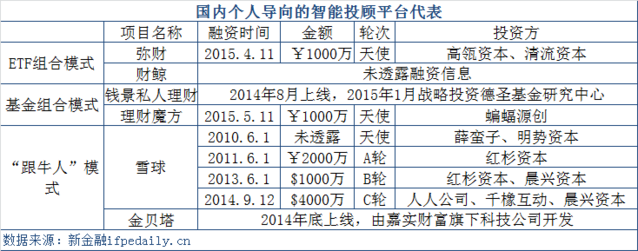 国内个人导向的智能投顾平台代表
项目名称 融资时间 金额 轮次 投资方
ETF组合模式 弥财 2015.4.11 ￥1000万 天使 高瓴资本、清流资本
财鲸 未透露融资信息
基金组合模式 钱景私人理财 2014年8月上线，2015年1月战略投资德圣基金研究中心
理财魔方 2015.5.11 ￥1000万 天使 蝙蝠源创
“跟牛人”模式 雪球 2010.6.1 未透露 天使 薛蛮子、明势资本
2011.6.1 ￥2000万 A轮 红杉资本
2013.6.1 $1000万 B轮 红杉资本、晨兴资本
2014.9.12 $4000万 C轮 人人公司、千橡互动、晨兴资本
金贝塔 2014年底上线，由嘉实财富旗下科技公司开发
数据来源：新金融ifpedaily.cn